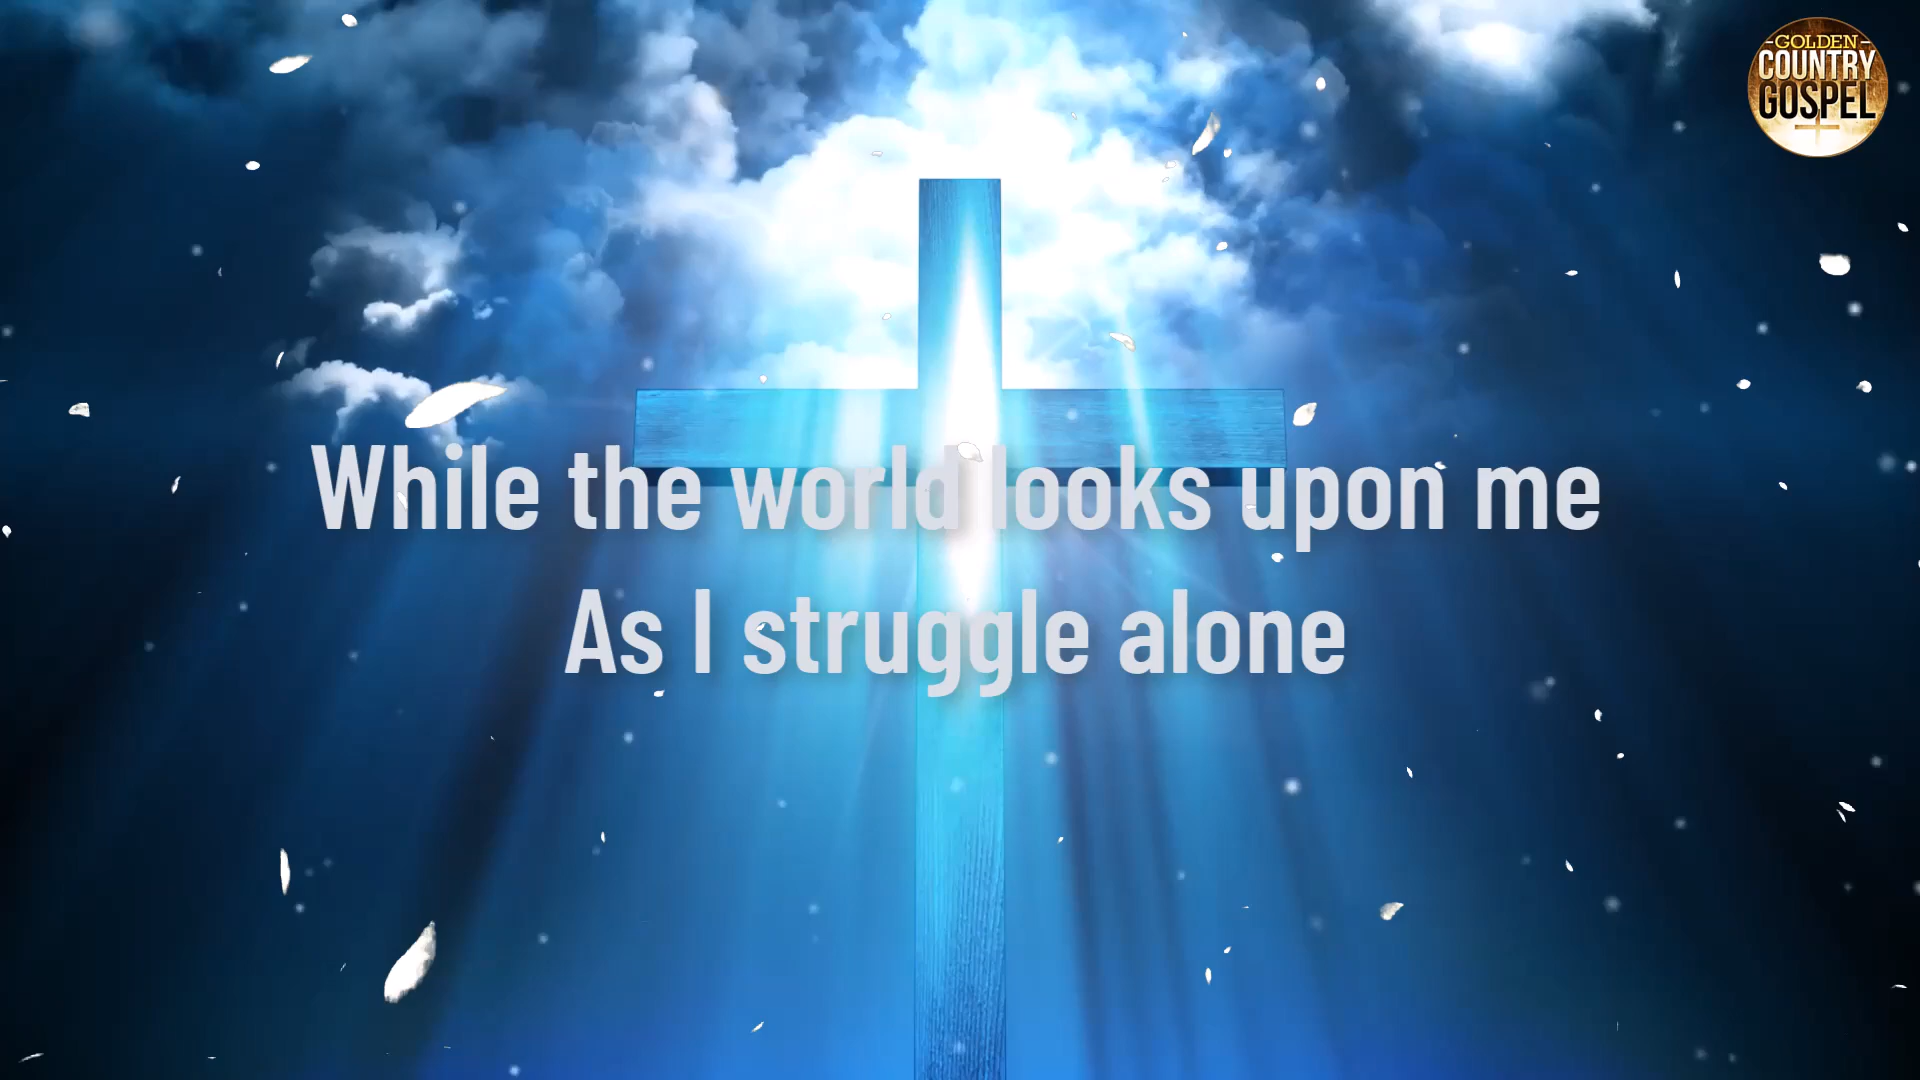 GOLDEN
COUNTRY
GOSPEL
While the world looks upon me
As I struggle alone